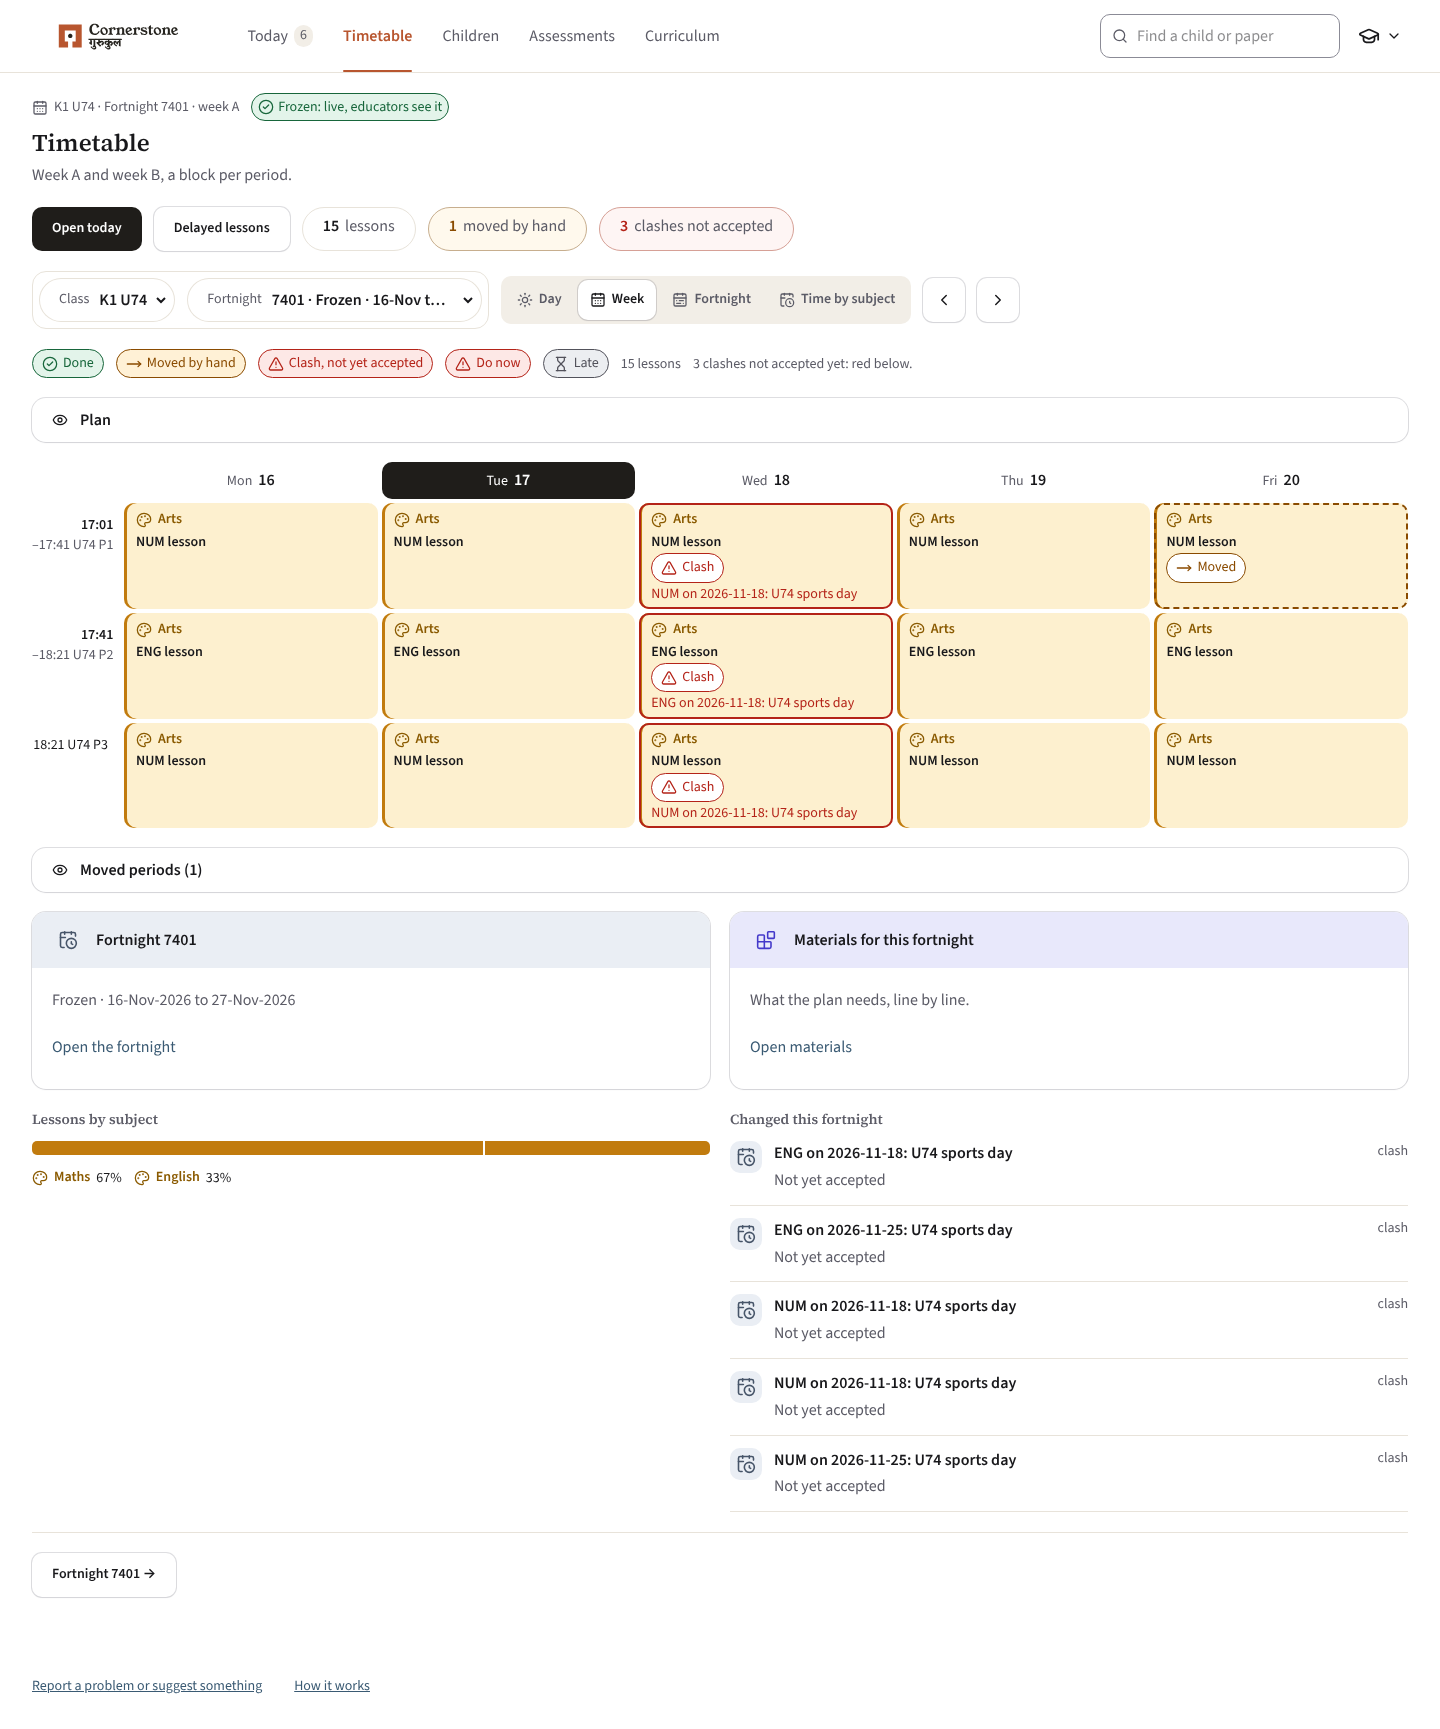 Cornerstone
गुरुकुल
Today 6
Timetable
Children
Assessments
Curriculum
Find a child or paper
K1 U74 · Fortnight 7401 · week A
Frozen: live, educators see it
Timetable
Week A and week B, a block per period.
Open today
Delayed lessons
15 lessons
1 moved by hand
3 clashes not accepted
Class K1 U74
Fortnight 7401 · Frozen · 16-Nov t...
Day
Week
Fortnight
Time by subject
Done
Moved by hand
Clash, not yet accepted
Do now
Late
15 lessons
3 clashes not accepted yet: red below.
Plan
Mon 16
Tue 17
Wed 18
Thu 19
Fri 20
17:01
–17:41 U74 P1
Arts
NUM lesson
Arts
NUM lesson
Arts
NUM lesson
Clash
NUM on 2026-11-18: U74 sports day
Arts
NUM lesson
Arts
NUM lesson
Moved
17:41
–18:21 U74 P2
Arts
ENG lesson
Arts
ENG lesson
Arts
ENG lesson
Clash
ENG on 2026-11-18: U74 sports day
Arts
ENG lesson
Arts
ENG lesson
18:21 U74 P3
Arts
NUM lesson
Arts
NUM lesson
Arts
NUM lesson
Clash
NUM on 2026-11-18: U74 sports day
Arts
NUM lesson
Arts
NUM lesson
Moved periods (1)
Fortnight 7401
Frozen · 16-Nov-2026 to 27-Nov-2026
Open the fortnight
Materials for this fortnight
What the plan needs, line by line.
Open materials
Lessons by subject
Maths 67%
English 33%
Changed this fortnight
ENG on 2026-11-18: U74 sports day
clash
Not yet accepted
ENG on 2026-11-25: U74 sports day
clash
Not yet accepted
NUM on 2026-11-18: U74 sports day
clash
Not yet accepted
NUM on 2026-11-18: U74 sports day
clash
Not yet accepted
NUM on 2026-11-25: U74 sports day
clash
Not yet accepted
Fortnight 7401 →
Report a problem or suggest something
How it works